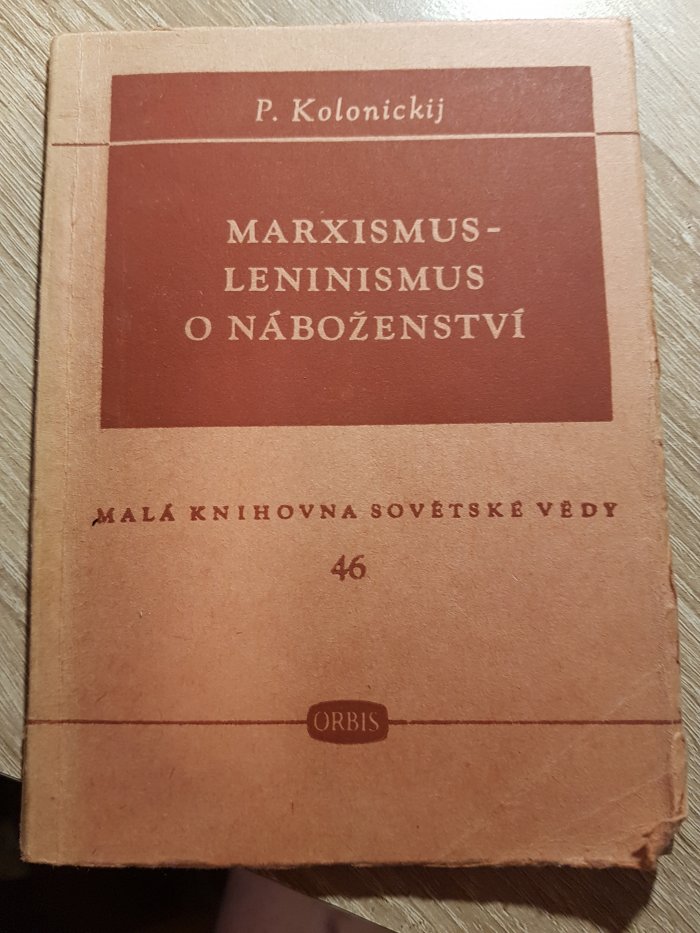 P. Kolonickij
MARXISMUS-
LENINISMUS
O NÁBOŽENSTVÍ
MALÁ KNIHOVNA SOVĚTSKÉ VĚDY
46
ORBIS